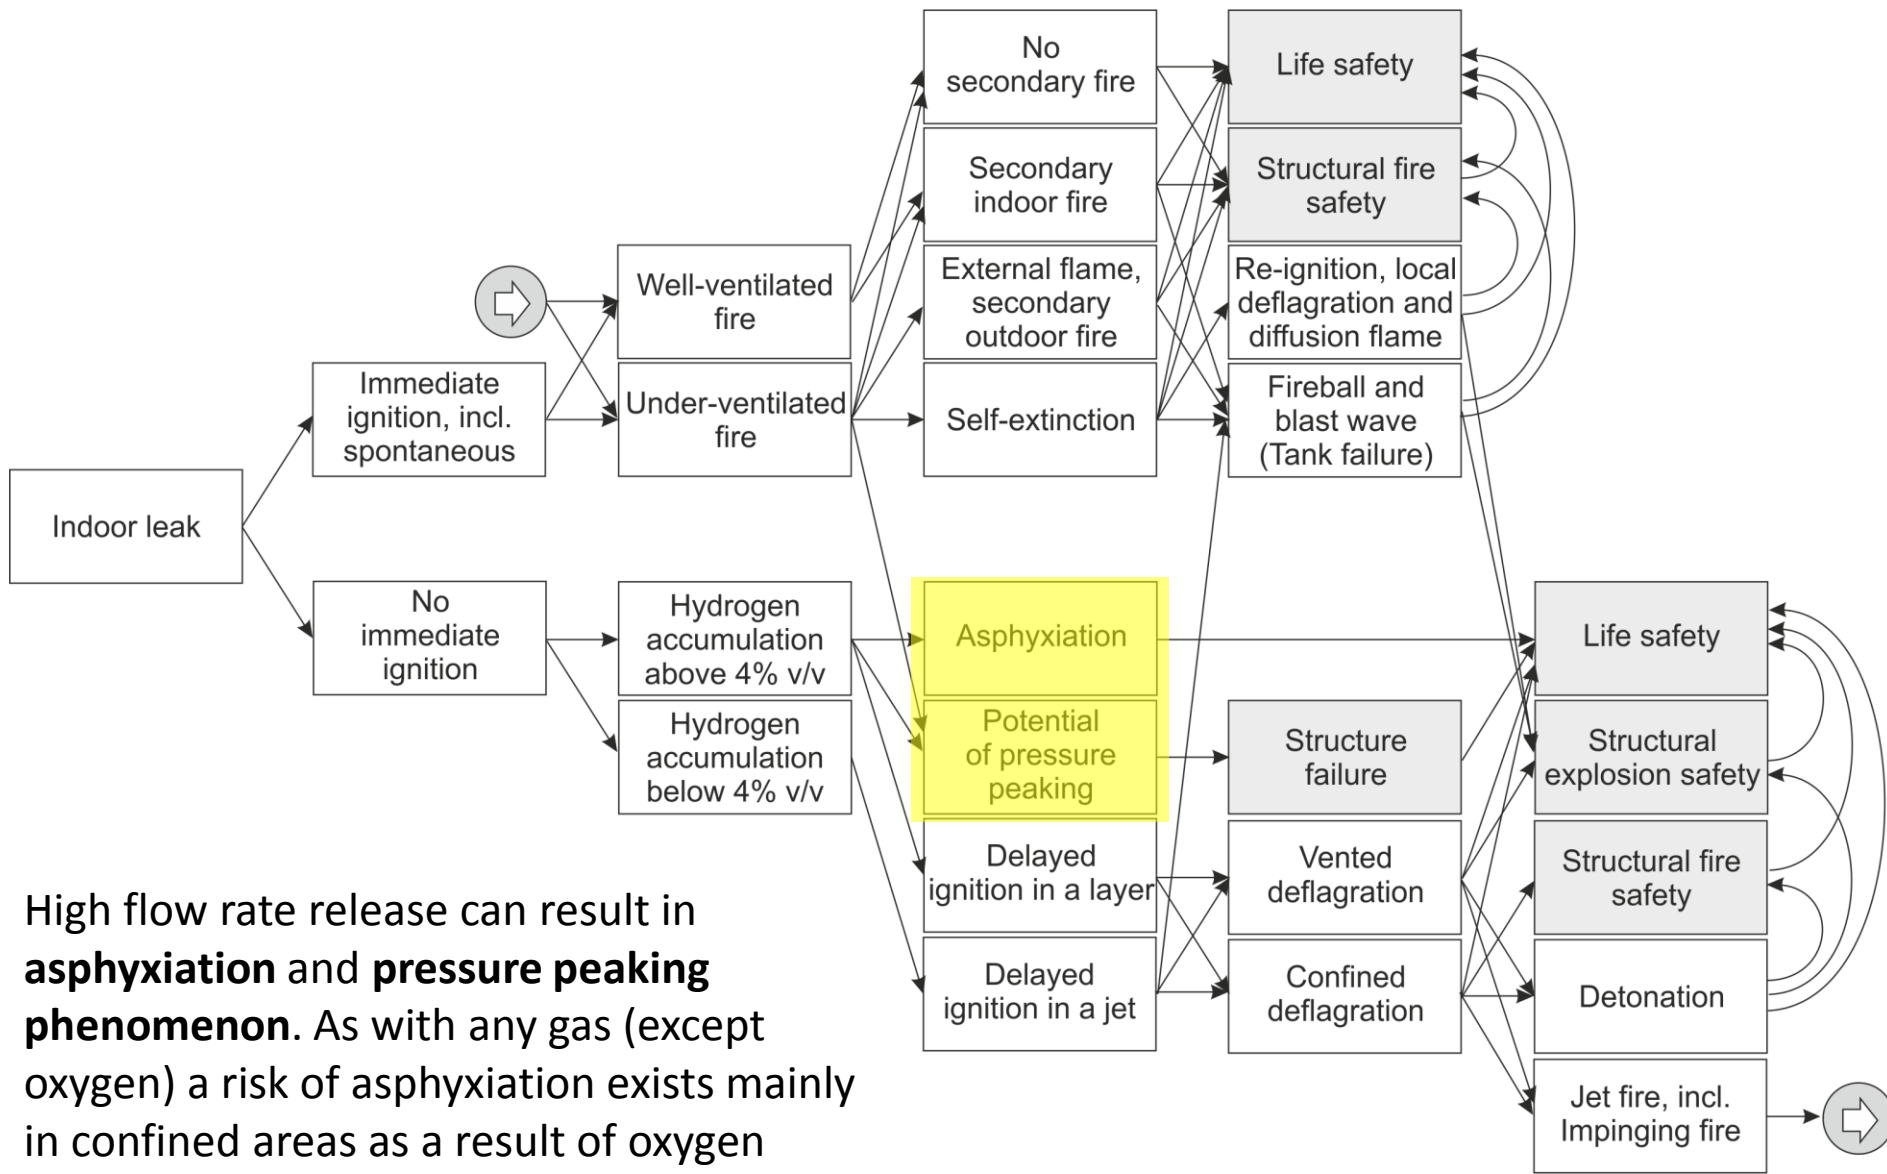 No
secondary fire
Life safety
Secondary
indoor fire
Structural fire
safety
Well-ventilated
fire
External flame,
secondary
outdoor fire
Re-ignition, local
deflagration and
diffusion flame
Immediate
ignition, incl.
spontaneous
Under-ventilated
fire
Self-extinction
Fireball and
blast wave
(Tank failure)
Indoor leak
No
immediate
ignition
Hydrogen
accumulation
above 4% v/v
Asphyxiation
Life safety
Hydrogen
accumulation
below 4% v/v
Potential
of pressure
peaking
Structure
failure
Structural
explosion safety
Delayed
ignition in a layer
Vented
deflagration
Structural fire
safety
Delayed
ignition in a jet
Confined
deflagration
Detonation
Jet fire, incl.
Impinging fire
High flow rate release can result in
asphyxiation and pressure peaking
phenomenon. As with any gas (except
oxygen) a risk of asphyxiation exists mainly
in confined areas as a result of oxygen